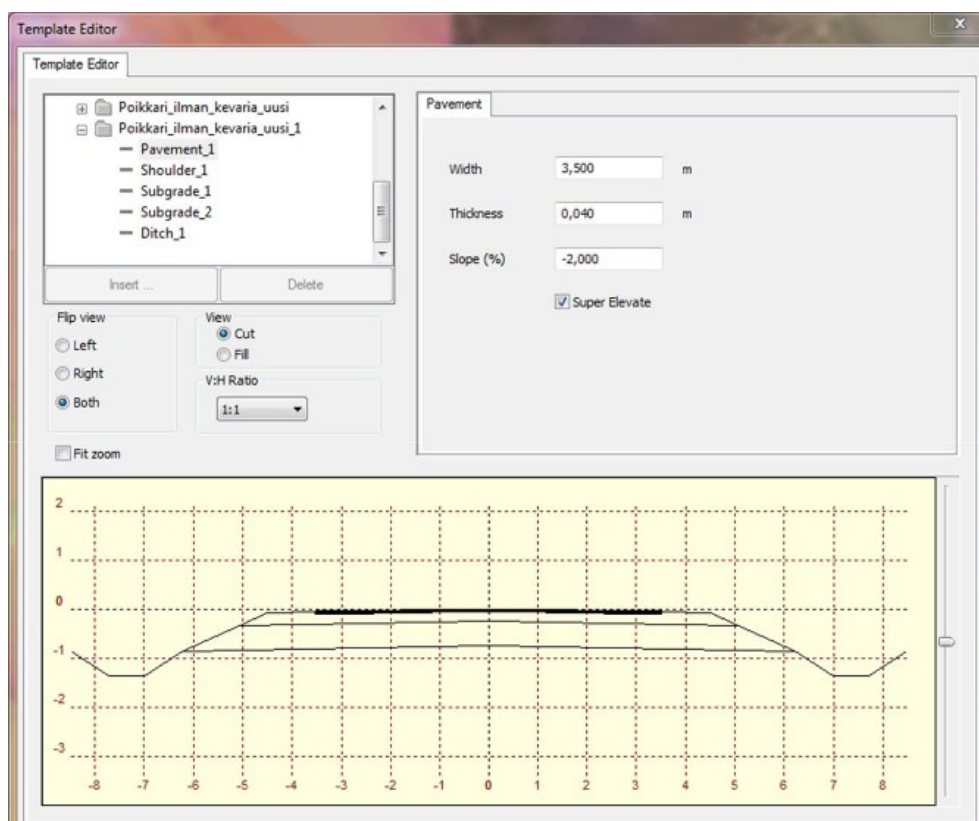 Template Editor
X
Template Editor
Poikkari_ilman_kevaria_uusi
Poikkari_ilman_kevaria_uusi_1
Pavement_1
Shoulder_1
Subgrade_1
Subgrade_2
Ditch_1
Insert ...
Delete
Flip view
Left
Right
Both
View
Cut
Fill
V:H Ratio
1:1
Fit zoom
Pavement
Width 3,500 m
Thickness 0,040 m
Slope (%) -2,000
Super Elevate
2
1
0
-1
-2
-3
-8 -7 -6 -5 -4 -3 -2 -1 0 1 2 3 4 5 6 7 8